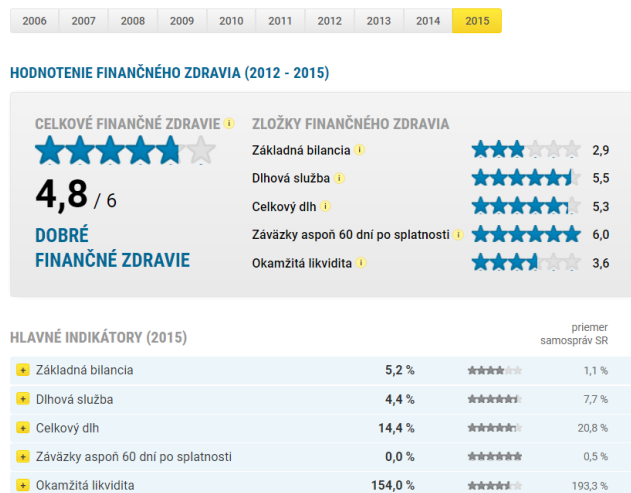 2006 2007 2008 2009 2010 2011 2012 2013 2014 2015
HODNOTENIE FINANČNÉHO ZDRAVIA (2012 - 2015)
CELKOVÉ FINANČNÉ ZDRAVIE i
4,8 / 6
DOBRÉ
FINANČNÉ ZDRAVIE
ZLOŽKY FINANČNÉHO ZDRAVIA
Základná bilancia i 2,9
Dlhová služba i 5,5
Celkový dlh i 5,3
Záväzky aspoň 60 dní po splatnosti i 6,0
Okamžitá likvidita i 3,6
HLAVNÉ INDIKÁTORY (2015)
priemer
samospráv SR
+ Základná bilancia 5,2 % 1,1 %
+ Dlhová služba 4,4 % 7,7 %
+ Celkový dlh 14,4 % 20,8 %
+ Záväzky aspoň 60 dní po splatnosti 0,0 % 0,5 %
+ Okamžitá likvidita 154,0 % 193,3 %